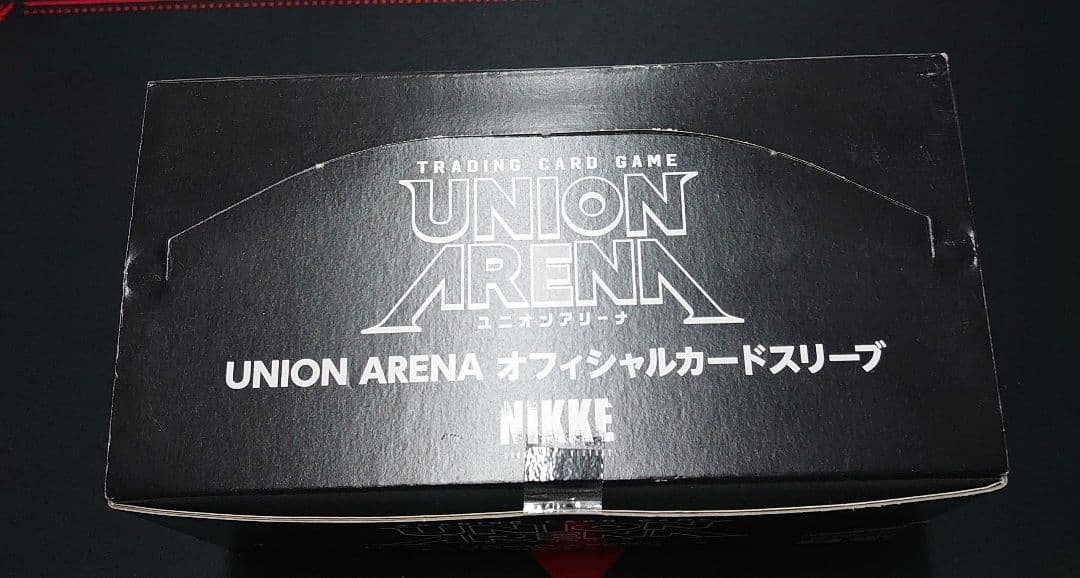 TRADING CARD GAME
UNION
ARENA
ユニオンアリーナ
UNION ARENA オフィシャルカードスリーブ
NIKKE